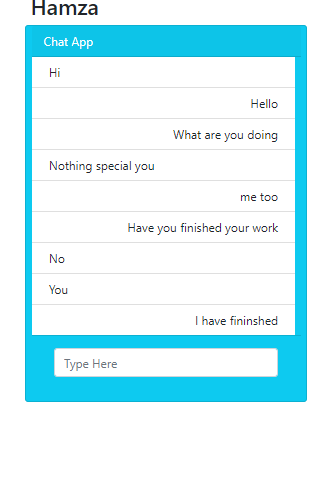 Hamza
Chat App
Hi
Hello
What are you doing
Nothing special you
me too
Have you finished your work
No
You
I have fininshed
Type Here